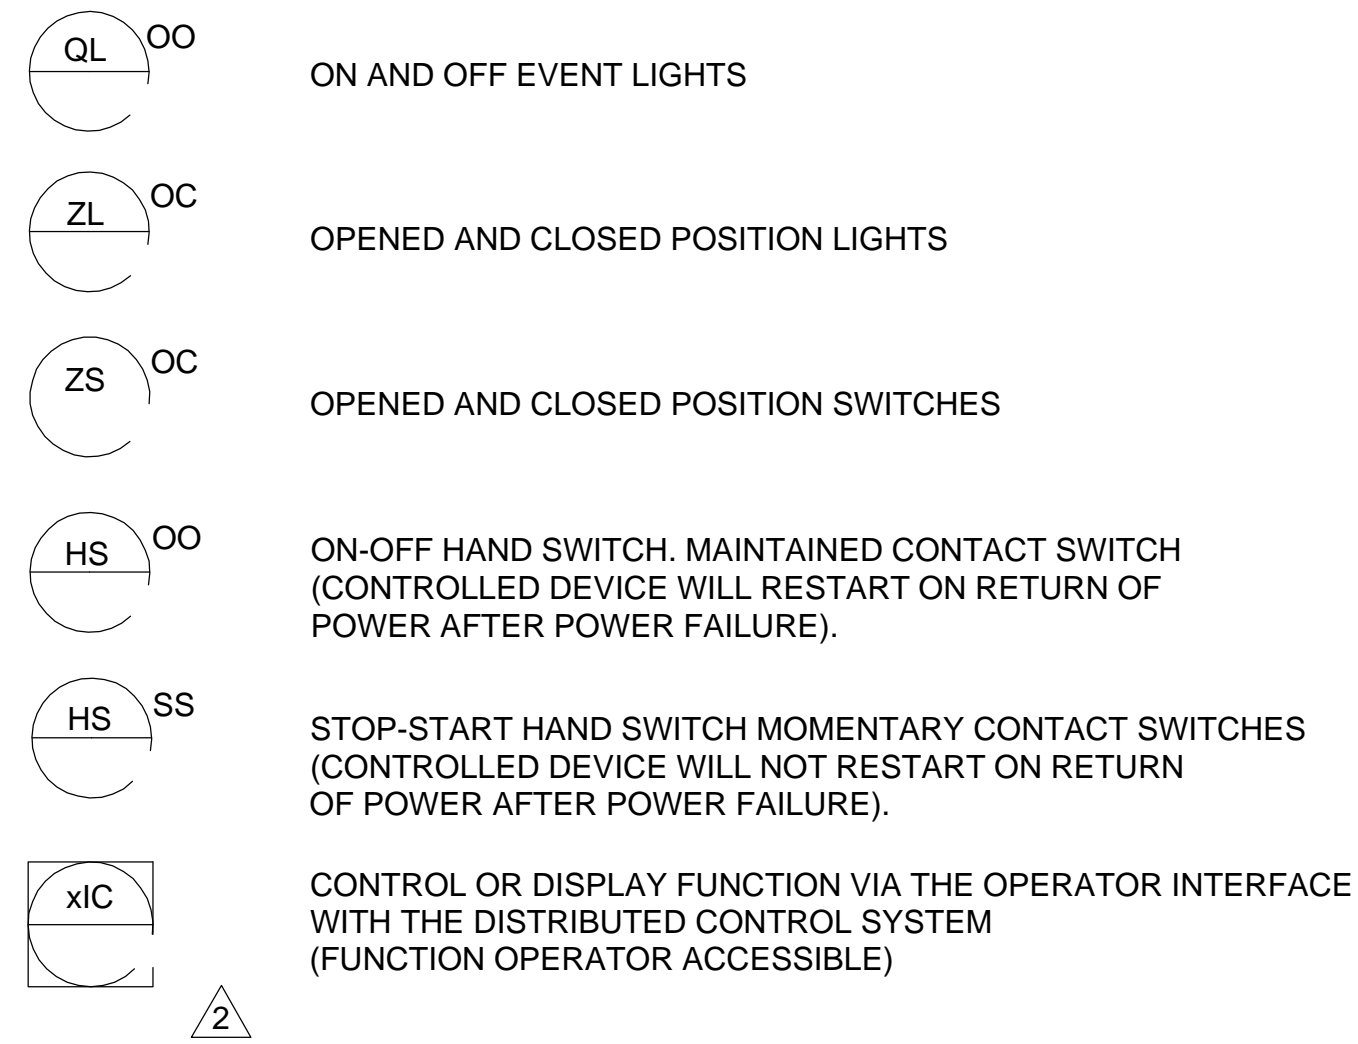 QL OO
ON AND OFF EVENT LIGHTS
ZL OC
OPENED AND CLOSED POSITION LIGHTS
ZS OC
OPENED AND CLOSED POSITION SWITCHES
HS OO
ON-OFF HAND SWITCH. MAINTAINED CONTACT SWITCH
(CONTROLLED DEVICE WILL RESTART ON RETURN OF
POWER AFTER POWER FAILURE).
HS SS
STOP-START HAND SWITCH MOMENTARY CONTACT SWITCHES
(CONTROLLED DEVICE WILL NOT RESTART ON RETURN
OF POWER AFTER POWER FAILURE).
xIC
CONTROL OR DISPLAY FUNCTION VIA THE OPERATOR INTERFACE
WITH THE DISTRIBUTED CONTROL SYSTEM
(FUNCTION OPERATOR ACCESSIBLE)
2